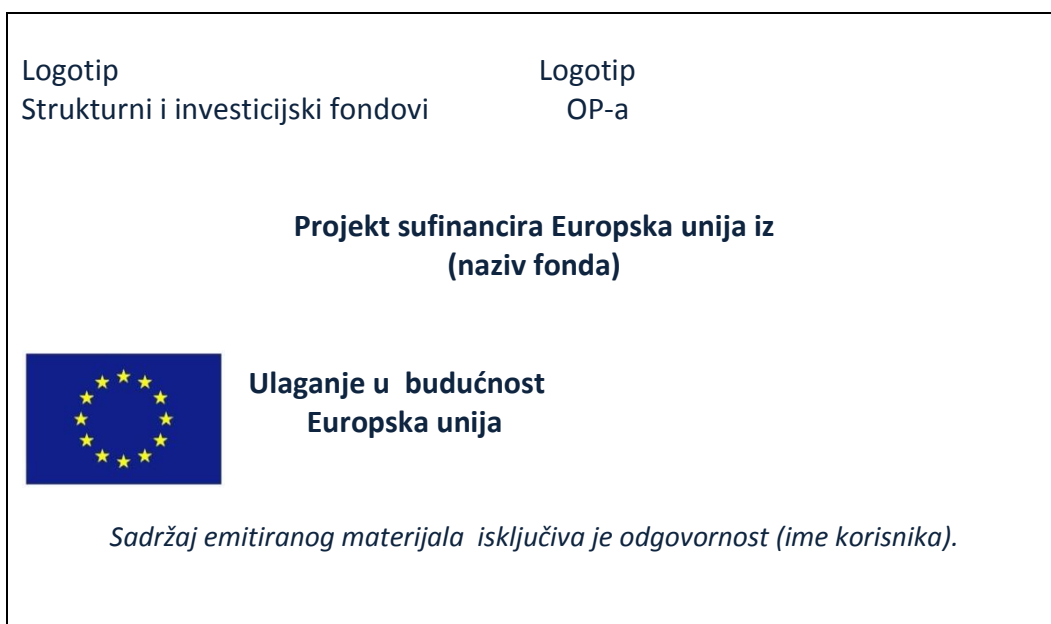 Logotip Logotip
Strukturni i investicijski fondovi OP-a
Projekt sufinancira Europska unija iz
(naziv fonda)
Ulaganje u  budućnost
Europska unija
Sadržaj emitiranog materijala  isključiva je odgovornost (ime korisnika).